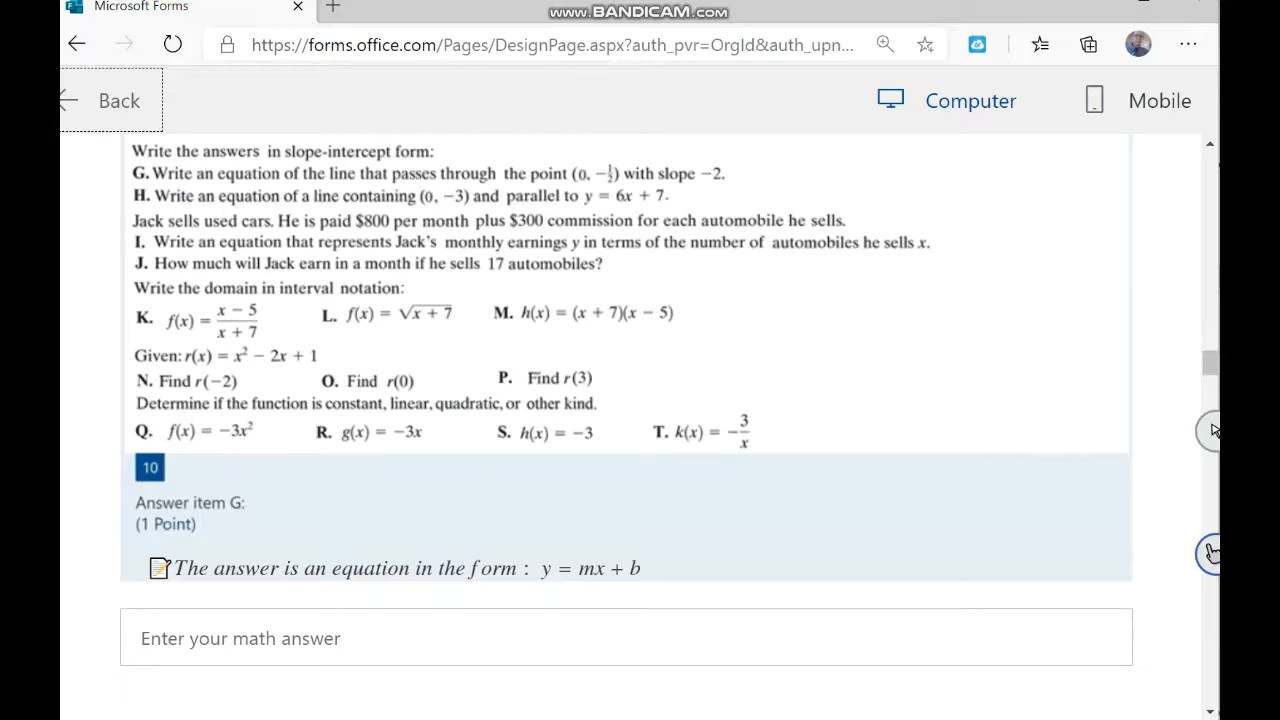 Microsoft Forms
www.BANDICAM.com
https://forms.office.com/Pages/DesignPage.aspx?auth_pvr=OrgId&auth_upn...
Back
Computer
Mobile
Write the answers in slope-intercept form:
G. Write an equation of the line that passes through the point (0, −½) with slope −2.
H. Write an equation of a line containing (0, −3) and parallel to y = 6x + 7.
Jack sells used cars. He is paid $800 per month plus $300 commission for each automobile he sells.
I. Write an equation that represents Jack's monthly earnings y in terms of the number of automobiles he sells x.
J. How much will Jack earn in a month if he sells 17 automobiles?
Write the domain in interval notation:
K. f(x) = (x − 5)/(x + 7) L. f(x) = √(x + 7) M. h(x) = (x + 7)(x − 5)
Given: r(x) = x² − 2x + 1
N. Find r(−2) O. Find r(0) P. Find r(3)
Determine if the function is constant, linear, quadratic, or other kind.
Q. f(x) = −3x² R. g(x) = −3x S. h(x) = −3 T. k(x) = −3/x
10
Answer item G:
(1 Point)
The answer is an equation in the form : y = mx + b
Enter your math answer